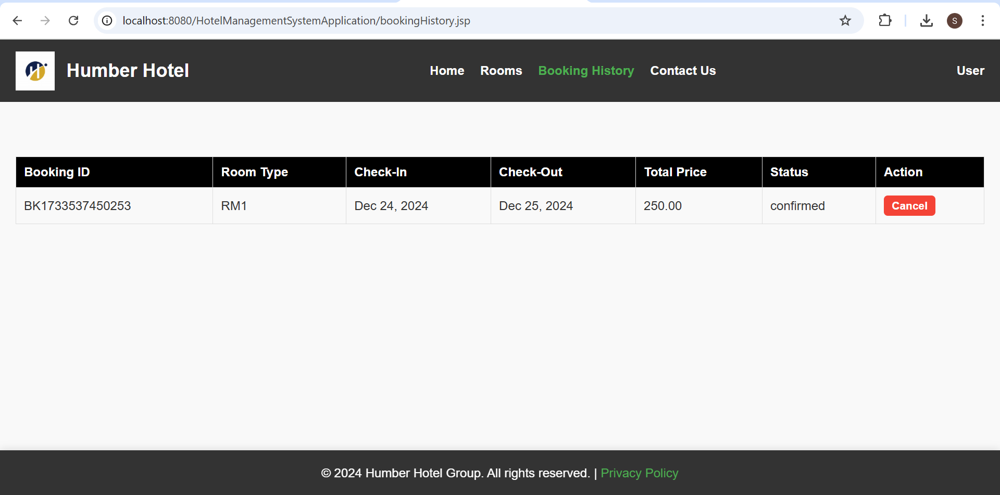 localhost:8080/HotelManagementSystemApplication/bookingHistory.jsp
S
Humber Hotel
Home Rooms Booking History Contact Us
User
Booking ID Room Type Check-In Check-Out Total Price Status Action
BK1733537450253 RM1 Dec 24, 2024 Dec 25, 2024 250.00 confirmed Cancel
© 2024 Humber Hotel Group. All rights reserved. | Privacy Policy